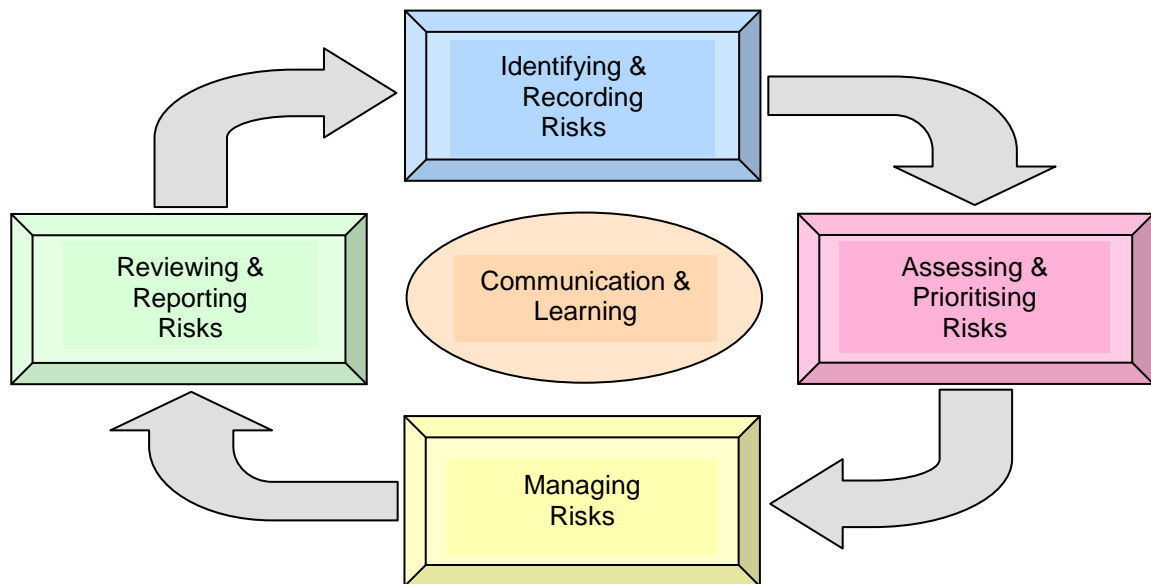 Identifying &
Recording
Risks
Reviewing &
Reporting
Risks
Communication &
Learning
Assessing &
Prioritising
Risks
Managing
Risks